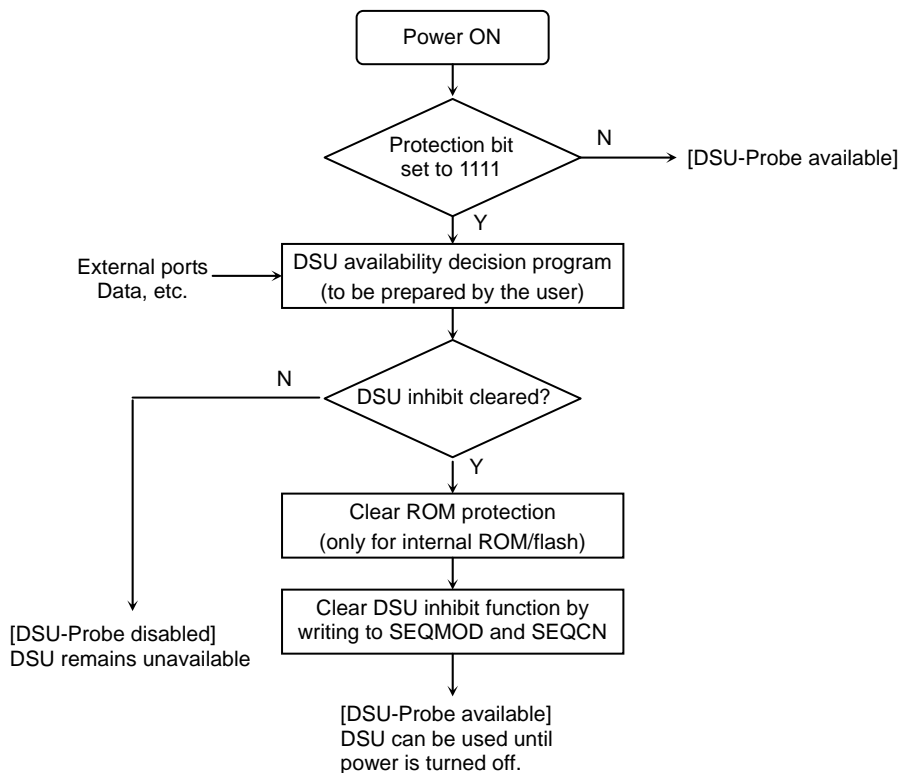 Power ON
Protection bit
set to 1111
N
[DSU-Probe available]
Y
External ports
Data, etc.
DSU availability decision program
(to be prepared by the user)
N
DSU inhibit cleared?
Y
Clear ROM protection
(only for internal ROM/flash)
Clear DSU inhibit function by
writing to SEQMOD and SEQCN
[DSU-Probe disabled]
DSU remains unavailable
[DSU-Probe available]
DSU can be used until
power is turned off.